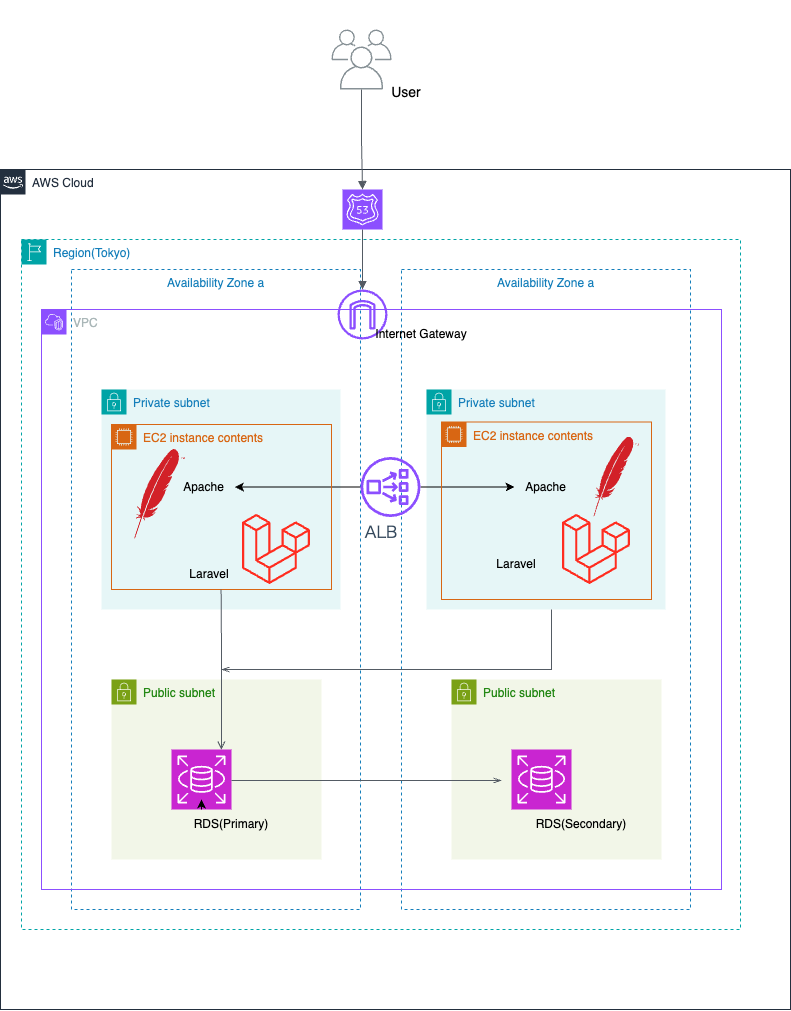 User
aws
AWS Cloud
53
Region(Tokyo)
Availability Zone a
Availability Zone a
VPC
Internet Gateway
Private subnet
Private subnet
EC2 instance contents
EC2 instance contents
Apache
Apache
ALB
Laravel
Laravel
Public subnet
Public subnet
RDS(Primary)
RDS(Secondary)